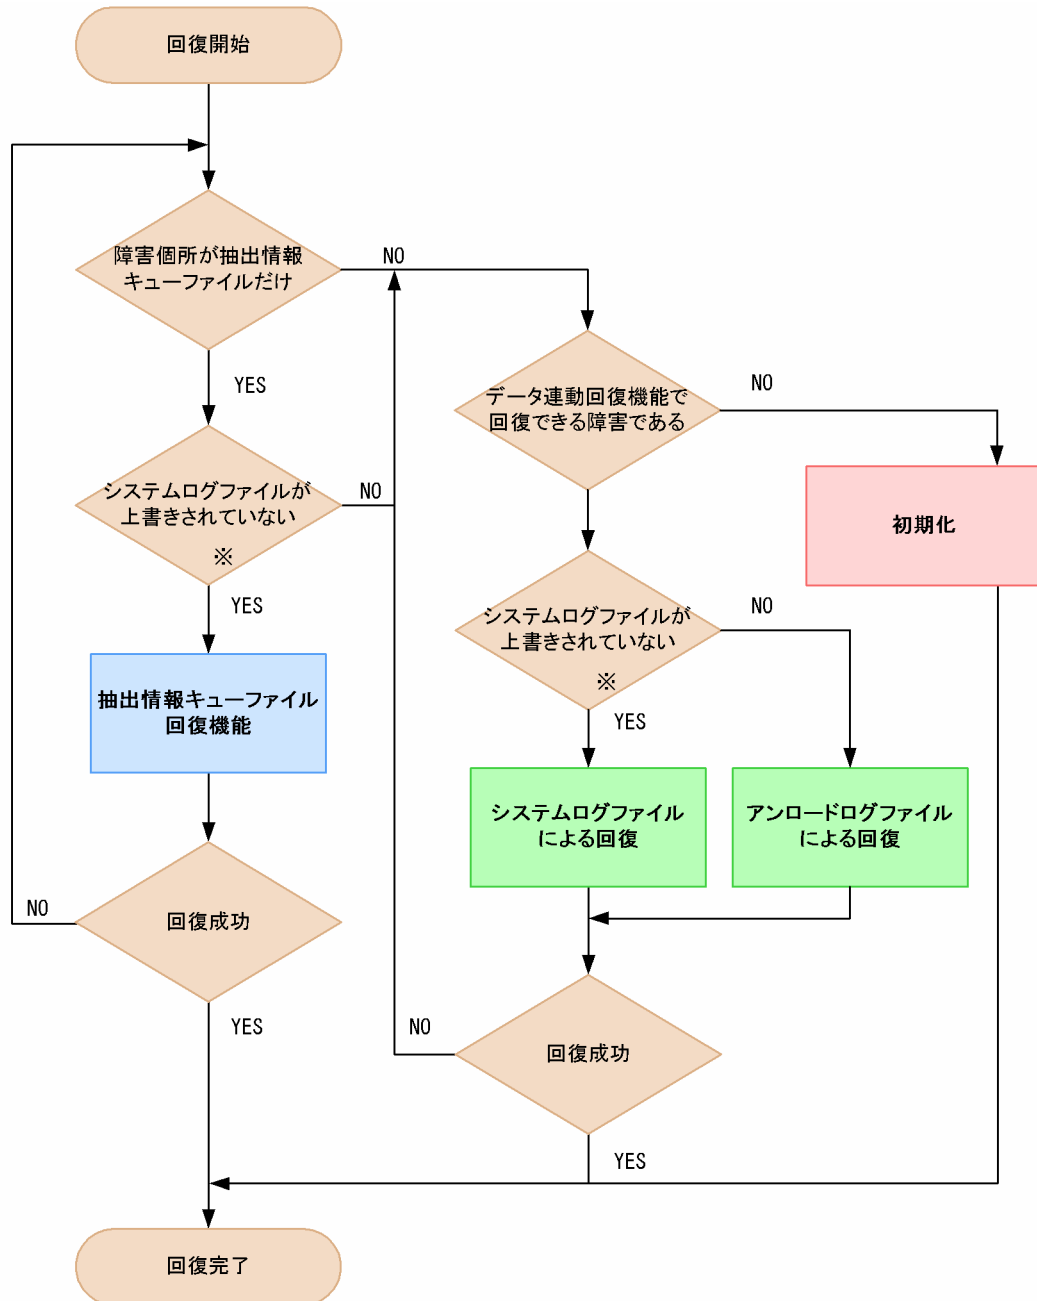 回復開始
障害個所が抽出情報
キューファイルだけ
NO
YES
データ連動回復機能で
回復できる障害である
NO
システムログファイルが
上書きされていない
※
NO
YES
初期化
システムログファイルが
上書きされていない
※
NO
YES
抽出情報キューファイル
回復機能
システムログファイル
による回復
アンロードログファイル
による回復
回復成功
NO
YES
回復成功
NO
YES
回復完了